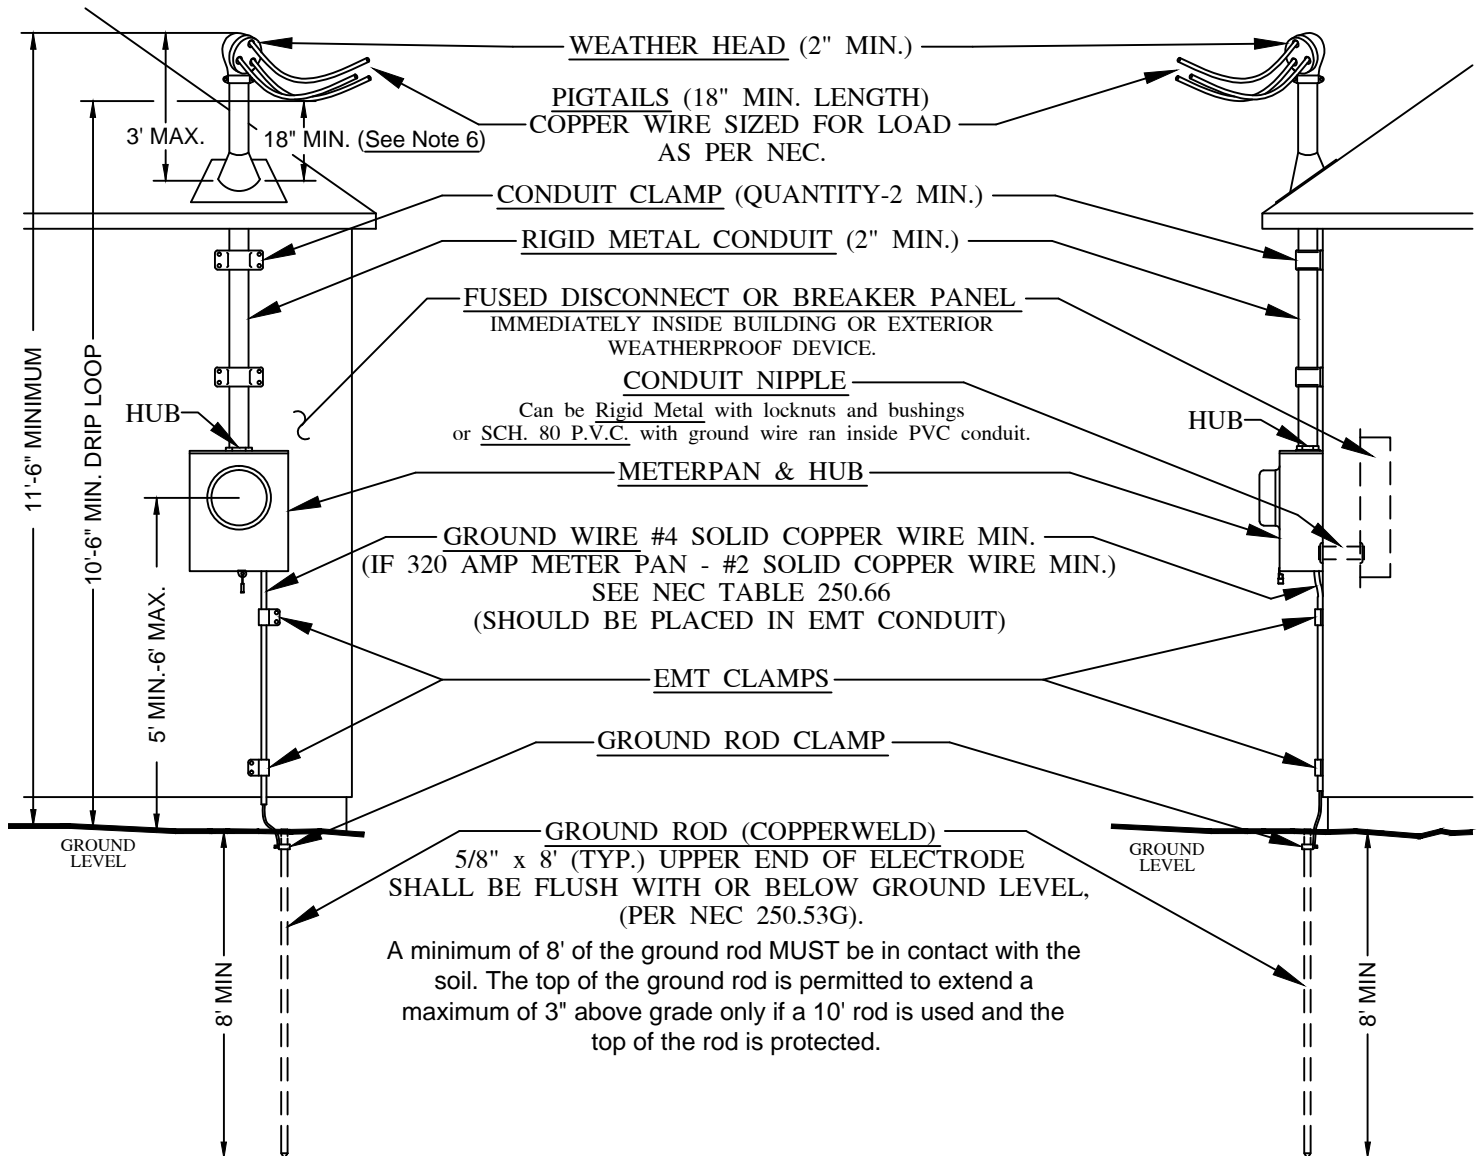 WEATHER HEAD (2" MIN.)
PIGTAILS (18" MIN. LENGTH)
COPPER WIRE SIZED FOR LOAD
AS PER NEC.
3' MAX.
18" MIN. (See Note 6)
CONDUIT CLAMP (QUANTITY-2 MIN.)
RIGID METAL CONDUIT (2" MIN.)
FUSED DISCONNECT OR BREAKER PANEL
IMMEDIATELY INSIDE BUILDING OR EXTERIOR
WEATHERPROOF DEVICE.
11'-6" MINIMUM
10'-6" MIN. DRIP LOOP
CONDUIT NIPPLE
Can be Rigid Metal with locknuts and bushings
or SCH. 80 P.V.C. with ground wire ran inside PVC conduit.
HUB
HUB
METERPAN & HUB
GROUND WIRE #4 SOLID COPPER WIRE MIN.
(IF 320 AMP METER PAN - #2 SOLID COPPER WIRE MIN.)
SEE NEC TABLE 250.66
(SHOULD BE PLACED IN EMT CONDUIT)
5' MIN.-6' MAX.
EMT CLAMPS
GROUND ROD CLAMP
GROUND
LEVEL
GROUND ROD (COPPERWELD)
5/8" x 8' (TYP.) UPPER END OF ELECTRODE
SHALL BE FLUSH WITH OR BELOW GROUND LEVEL,
(PER NEC 250.53G).
GROUND
LEVEL
A minimum of 8' of the ground rod MUST be in contact with the
soil. The top of the ground rod is permitted to extend a
maximum of 3" above grade only if a 10' rod is used and the
top of the rod is protected.
8' MIN
8' MIN